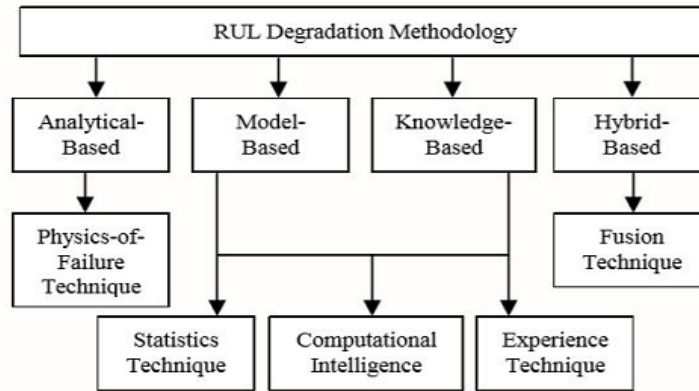 RUL Degradation Methodology
Analytical-
Based
Model-
Based
Knowledge-
Based
Hybrid-
Based
Physics-of-
Failure
Technique
Fusion
Technique
Statistics
Technique
Computational
Intelligence
Experience
Technique